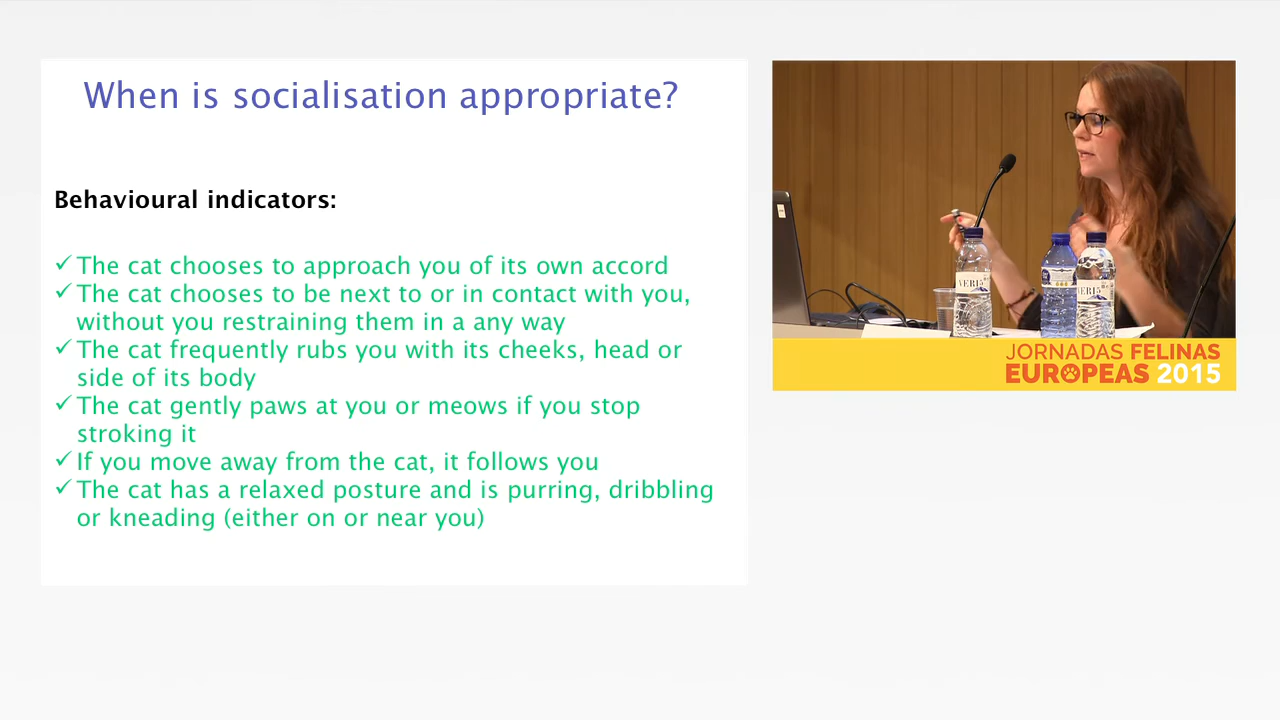 When is socialisation appropriate?
Behavioural indicators:
✓ The cat chooses to approach you of its own accord
✓ The cat chooses to be next to or in contact with you,
without you restraining them in a any way
✓ The cat frequently rubs you with its cheeks, head or
side of its body
✓ The cat gently paws at you or meows if you stop
stroking it
✓ If you move away from the cat, it follows you
✓ The cat has a relaxed posture and is purring, dribbling
or kneading (either on or near you)
JORNADAS FELINAS
EUROPEAS 2015